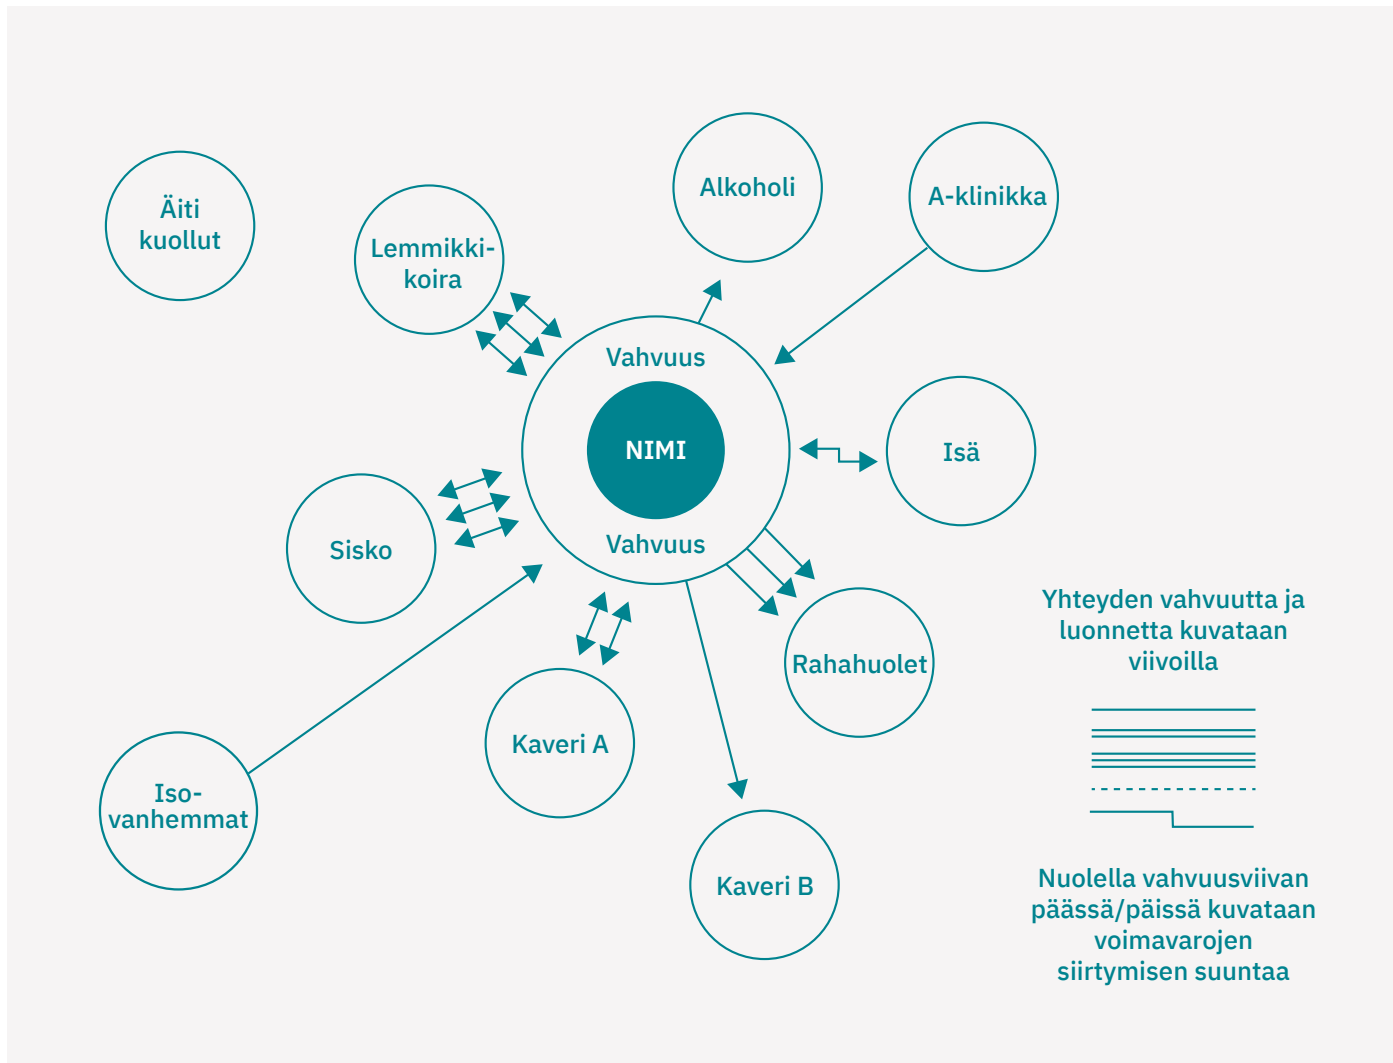 Äiti
kuollut
Lemmikki-
koira
Alkoholi
A-klinikka
Vahvuus
NIMI
Vahvuus
Isä
Sisko
Rahahuolet
Kaveri A
Iso-
vanhemmat
Kaveri B
Yhteyden vahvuutta ja
luonnetta kuvataan
viivoilla
Nuolella vahvuusviivan
päässä/päissä kuvataan
voimavarojen
siirtymisen suuntaa